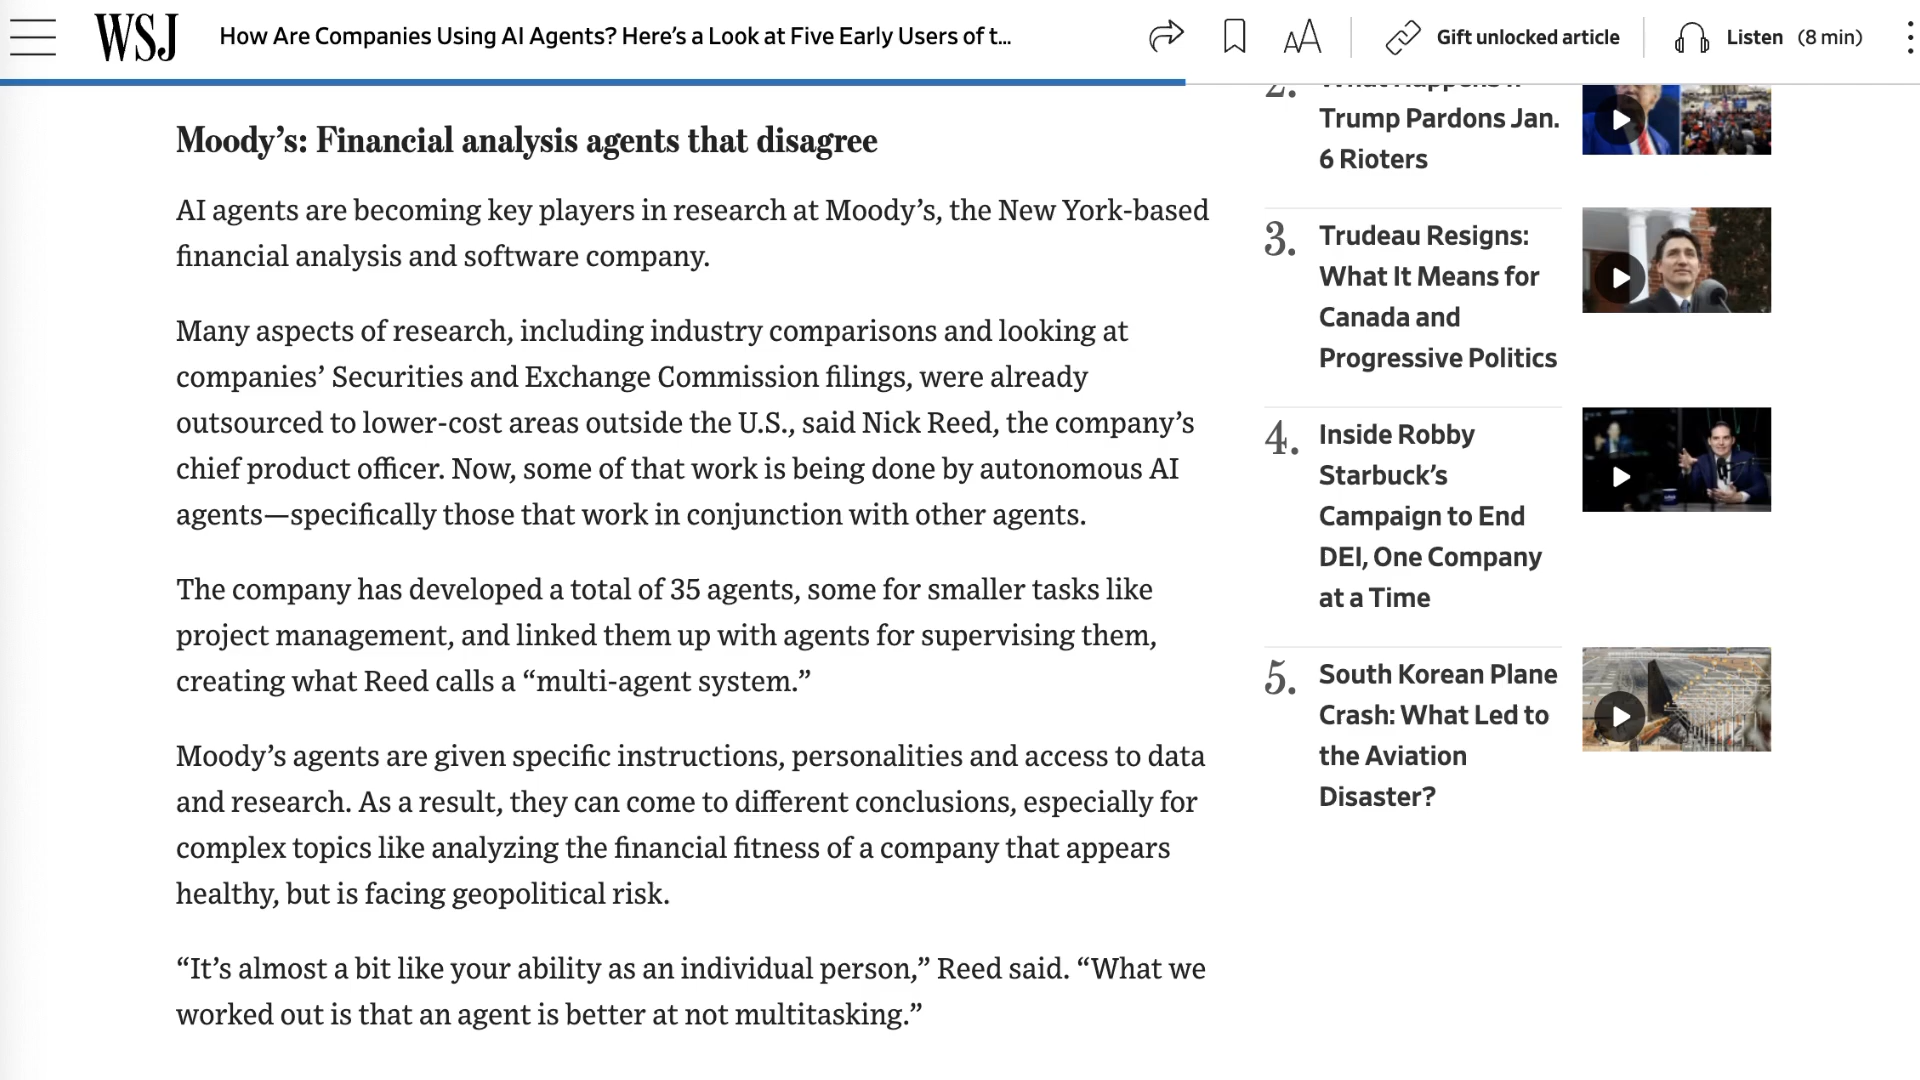 WSJ
How Are Companies Using AI Agents? Here’s a Look at Five Early Users of t...
AA
Gift unlocked article
Listen (8 min)
Moody’s: Financial analysis agents that disagree
AI agents are becoming key players in research at Moody’s, the New York-based
financial analysis and software company.
Many aspects of research, including industry comparisons and looking at
companies’ Securities and Exchange Commission filings, were already
outsourced to lower-cost areas outside the U.S., said Nick Reed, the company’s
chief product officer. Now, some of that work is being done by autonomous AI
agents—specifically those that work in conjunction with other agents.
The company has developed a total of 35 agents, some for smaller tasks like
project management, and linked them up with agents for supervising them,
creating what Reed calls a “multi-agent system.”
Moody’s agents are given specific instructions, personalities and access to data
and research. As a result, they can come to different conclusions, especially for
complex topics like analyzing the financial fitness of a company that appears
healthy, but is facing geopolitical risk.
“It’s almost a bit like your ability as an individual person,” Reed said. “What we
worked out is that an agent is better at not multitasking.”
2. What Happens If
Trump Pardons Jan.
6 Rioters
3. Trudeau Resigns:
What It Means for
Canada and
Progressive Politics
4. Inside Robby
Starbuck’s
Campaign to End
DEI, One Company
at a Time
5. South Korean Plane
Crash: What Led to
the Aviation
Disaster?